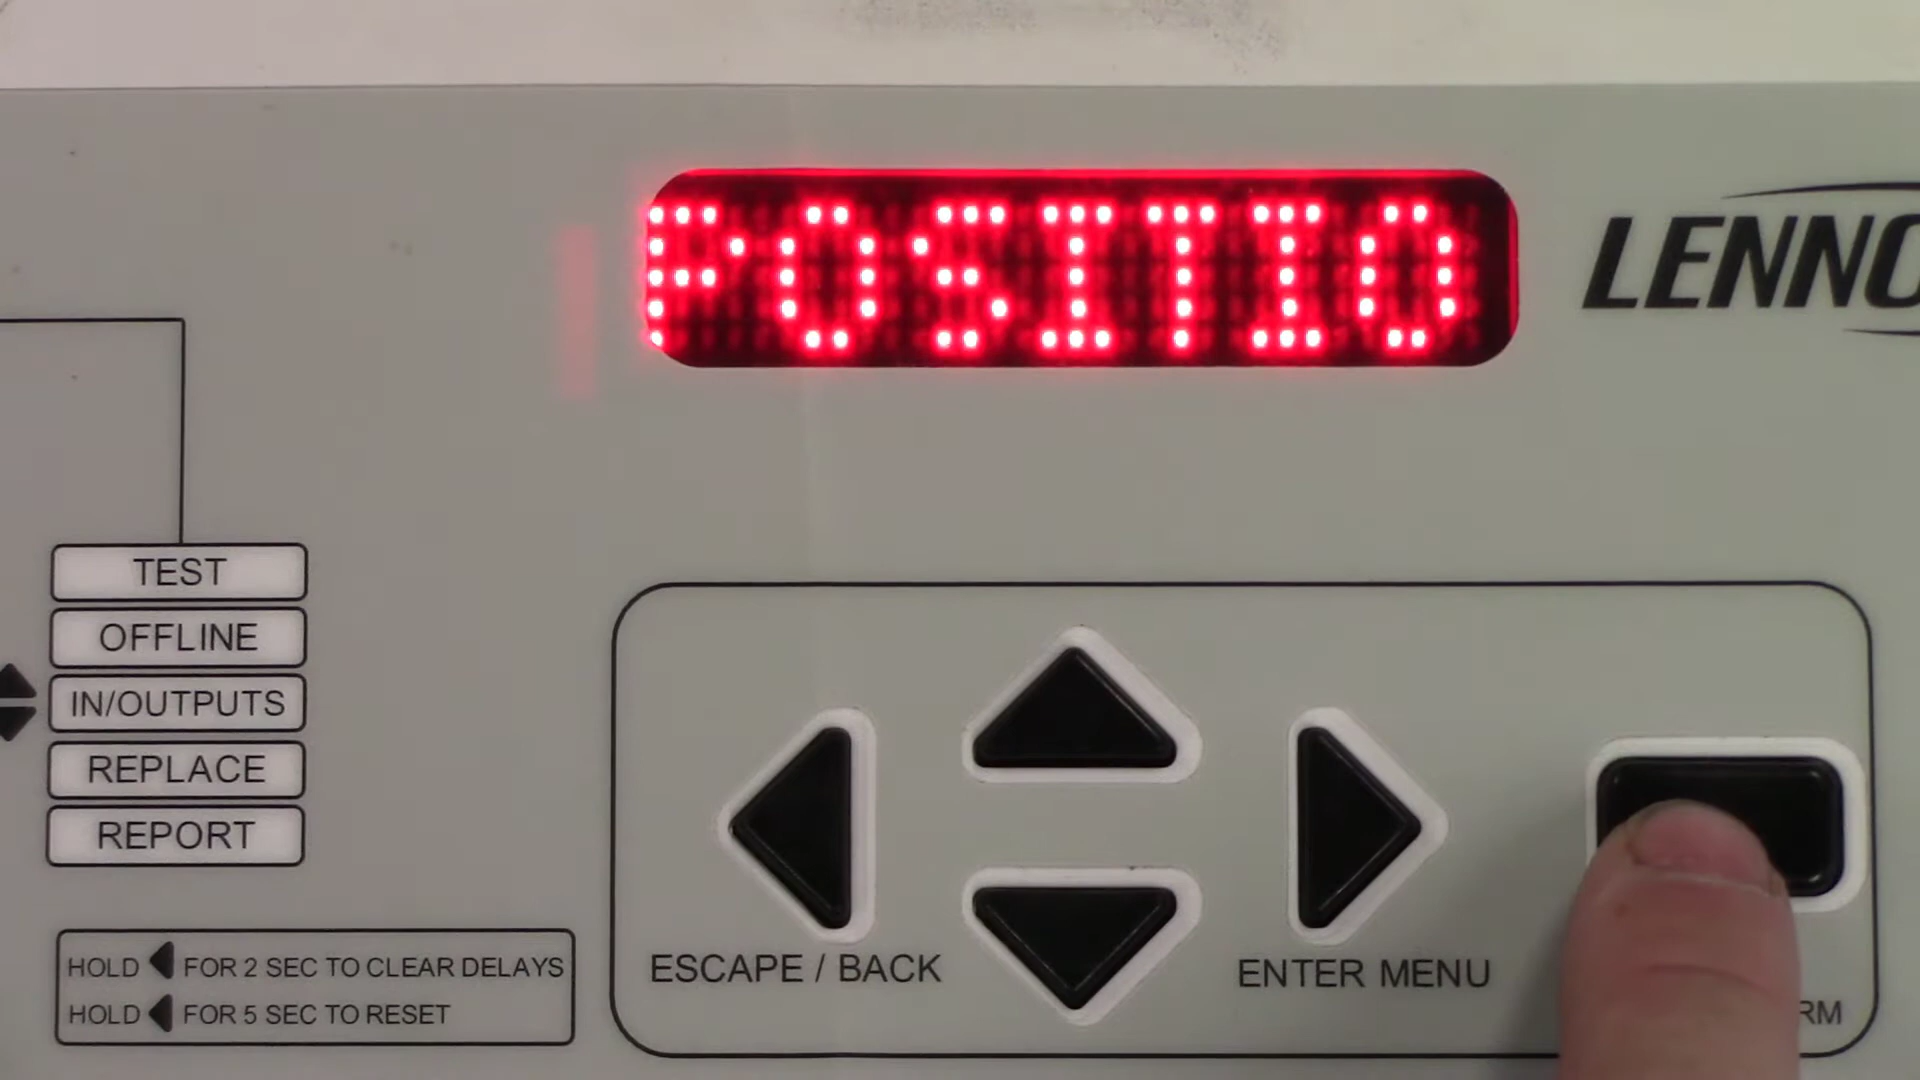 POSITIO
LENNO
TEST
OFFLINE
IN/OUTPUTS
REPLACE
REPORT
HOLD FOR 2 SEC TO CLEAR DELAYS
HOLD FOR 5 SEC TO RESET
ESCAPE / BACK
ENTER MENU
RM